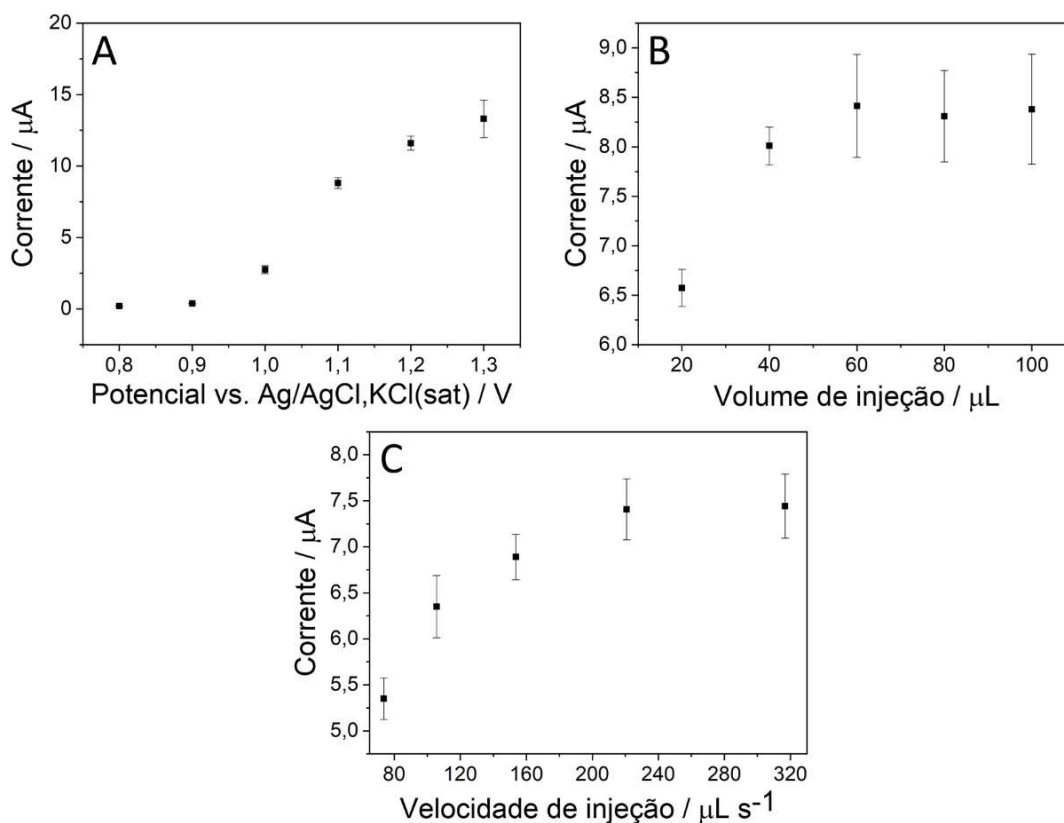 A
Corrente / μA
20
15
10
5
0
0,8 0,9 1,0 1,1 1,2 1,3
Potencial vs. Ag/AgCl,KCl(sat) / V
B
Corrente / μA
9,0
8,5
8,0
7,5
7,0
6,5
6,0
20 40 60 80 100
Volume de injeção / μL
C
Corrente / μA
8,0
7,5
7,0
6,5
6,0
5,5
5,0
80 120 160 200 240 280 320
Velocidade de injeção / μL s⁻¹